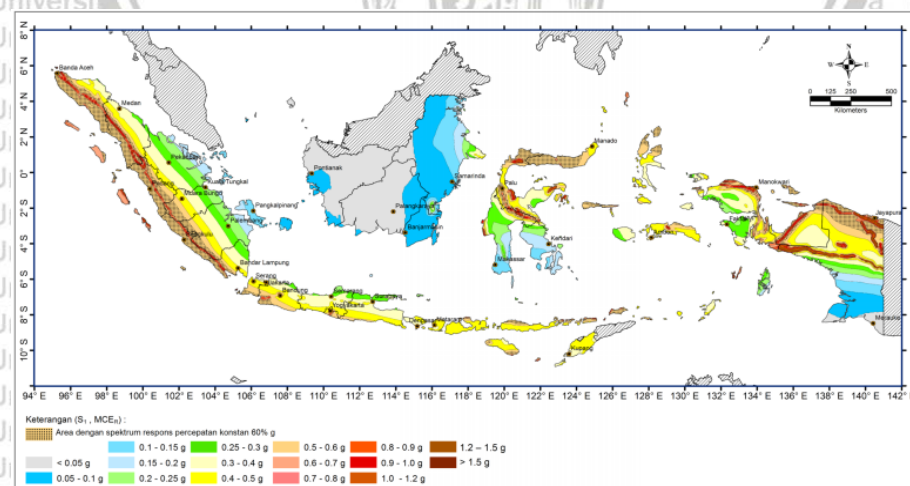 Universi
8° N
6° N
4° N
2° N
0°
2° S
4° S
6° S
8° S
10° S
Banda Aceh
Medan
Pekanbaru
Kuala Tungkal
Padang
Muara Bungo
Pangkalpinang
Palembang
Bengkulu
Bandar Lampung
Serang
Jakarta
Bandung
Semarang
Yogyakarta
Surabaya
Denpasar
Mataram
Kupang
Pontianak
Palangkaraya
Banjarmasin
Samarinda
Manado
Palu
Kendari
Makassar
Ambon
Manokwari
Jayapura
Merauke
N
W
E
S
0 125 250 500
Kilometers
94° E 96° E 98° E 100° E 102° E 104° E 106° E 108° E 110° E 112° E 114° E 116° E 118° E 120° E 122° E 124° E 126° E 128° E 130° E 132° E 134° E 136° E 138° E 140° E 142° E
Keterangan (S1 , MCER) :
Area dengan spektrum respons percepatan konstan 60% g
0.1 - 0.15 g 0.25 - 0.3 g 0.5 - 0.6 g 0.8 - 0.9 g 1.2 – 1.5 g
< 0.05 g 0.15 - 0.2 g 0.3 - 0.4 g 0.6 - 0.7 g 0.9 - 1.0 g > 1.5 g
0.05 - 0.1 g 0.2 - 0.25 g 0.4 - 0.5 g 0.7 - 0.8 g 1.0 - 1.2 g